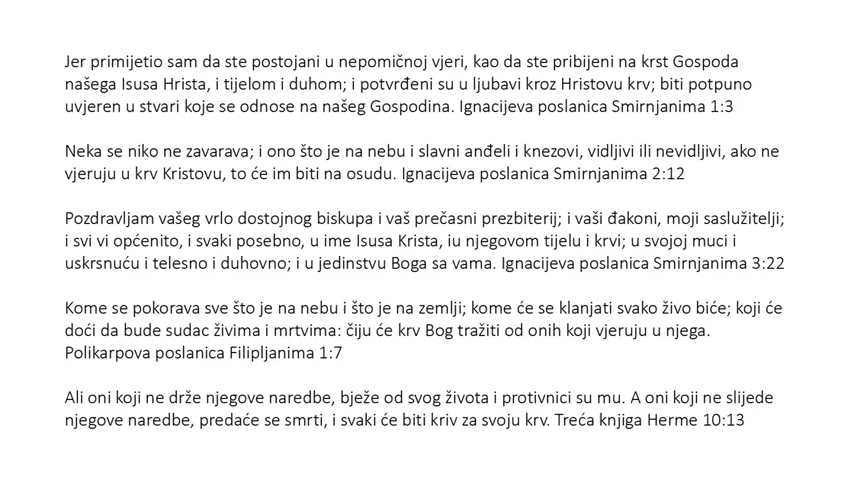 Jer primijetio sam da ste postojani u nepomičnoj vjeri, kao da ste pribijeni na krst Gospoda
našega Isusa Hrista, i tijelom i duhom; i potvrđeni su u ljubavi kroz Hristovu krv; biti potpuno
uvjeren u stvari koje se odnose na našeg Gospodina. Ignacijeva poslanica Smirnjanima 1:3
Neka se niko ne zavarava; i ono što je na nebu i slavni anđeli i knezovi, vidljivi ili nevidljivi, ako ne
vjeruju u krv Kristovu, to će im biti na osudu. Ignacijeva poslanica Smirnjanima 2:12
Pozdravljam vašeg vrlo dostojnog biskupa i vaš prečasni prezbiterij; i vaši đakoni, moji saslužitelji;
i svi vi općenito, i svaki posebno, u ime Isusa Krista, iu njegovom tijelu i krvi; u svojoj muci i
uskrsnuću i telesno i duhovno; i u jedinstvu Boga sa vama. Ignacijeva poslanica Smirnjanima 3:22
Kome se pokorava sve što je na nebu i što je na zemlji; kome će se klanjati svako živo biće; koji će
doći da bude sudac živima i mrtvima: čiju će krv Bog tražiti od onih koji vjeruju u njega.
Polikarpova poslanica Filipljanima 1:7
Ali oni koji ne drže njegove naredbe, bježe od svog života i protivnici su mu. A oni koji ne slijede
njegove naredbe, predaće se smrti, i svaki će biti kriv za svoju krv. Treća knjiga Herme 10:13